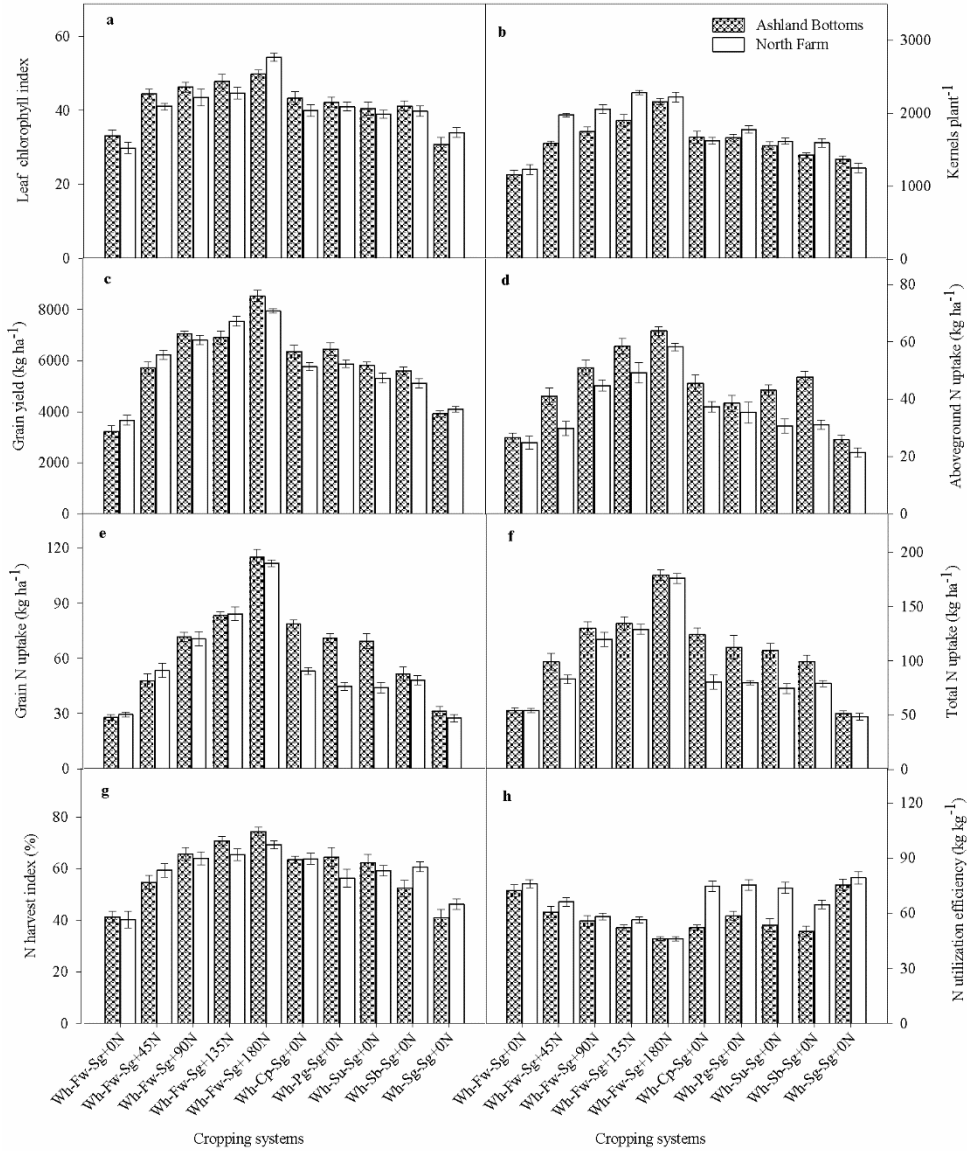 a
60
40
20
0
Leaf chlorophyll index
b
Ashland Bottoms
North Farm
3000
2000
1000
0
Kernels plant-1
c
8000
6000
4000
2000
0
Grain yield (kg ha-1)
d
80
60
40
20
0
Aboveground N uptake (kg ha-1)
e
120
90
60
30
0
Grain N uptake (kg ha-1)
f
200
150
100
50
0
Total N uptake (kg ha-1)
g
80
60
40
20
0
N harvest index (%)
h
120
90
60
30
0
N utilization efficiency (kg kg-1)
Wh-Fw-Sg+0N
Wh-Fw-Sg+45N
Wh-Fw-Sg+90N
Wh-Fw-Sg+135N
Wh-Fw-Sg+180N
Wh-Cp-Sg+0N
Wh-Pg-Sg+0N
Wh-Su-Sg+0N
Wh-Sb-Sg+0N
Wh-Sg-Sg+0N
Cropping systems
Wh-Fw-Sg+0N
Wh-Fw-Sg+45N
Wh-Fw-Sg+90N
Wh-Fw-Sg+135N
Wh-Fw-Sg+180N
Wh-Cp-Sg+0N
Wh-Pg-Sg+0N
Wh-Su-Sg+0N
Wh-Sb-Sg+0N
Wh-Sg-Sg+0N
Cropping systems